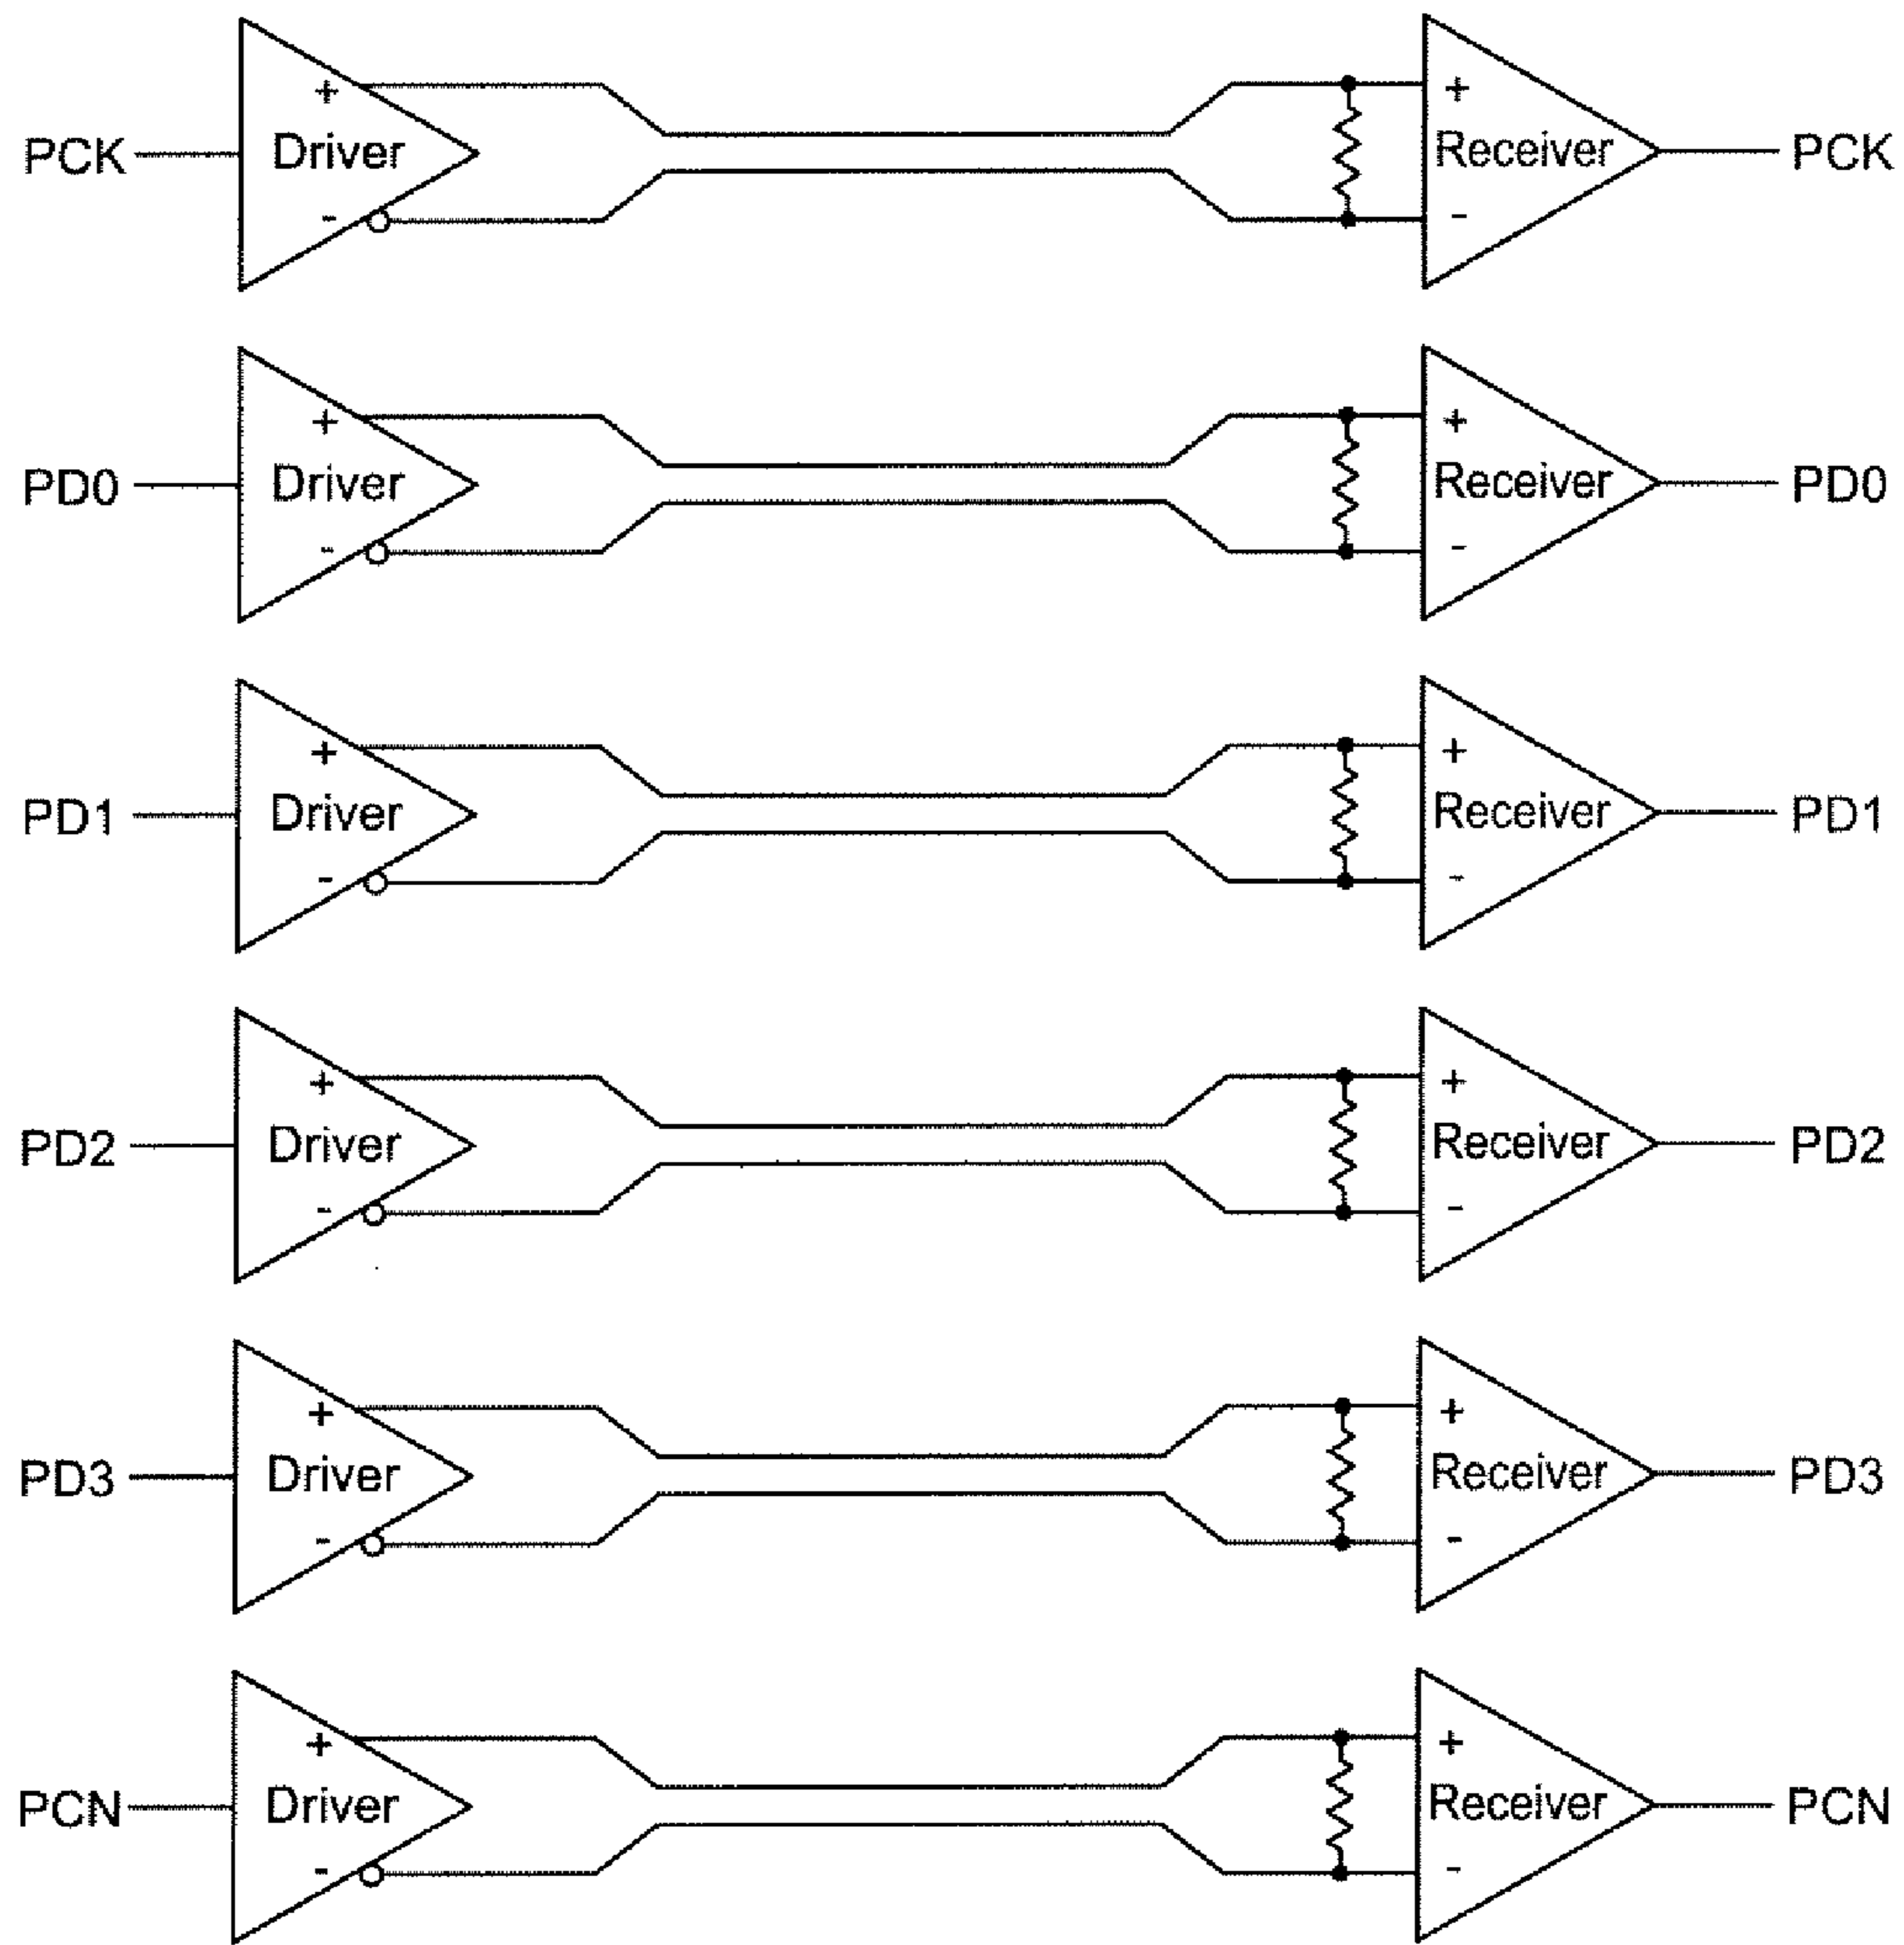 + +
PCK Driver Receiver PCK
- -
+ +
PD0 Driver Receiver PD0
- -
+ +
PD1 Driver Receiver PD1
- -
+ +
PD2 Driver Receiver PD2
- -
+ +
PD3 Driver Receiver PD3
- -
+ +
PCN Driver Receiver PCN
- -